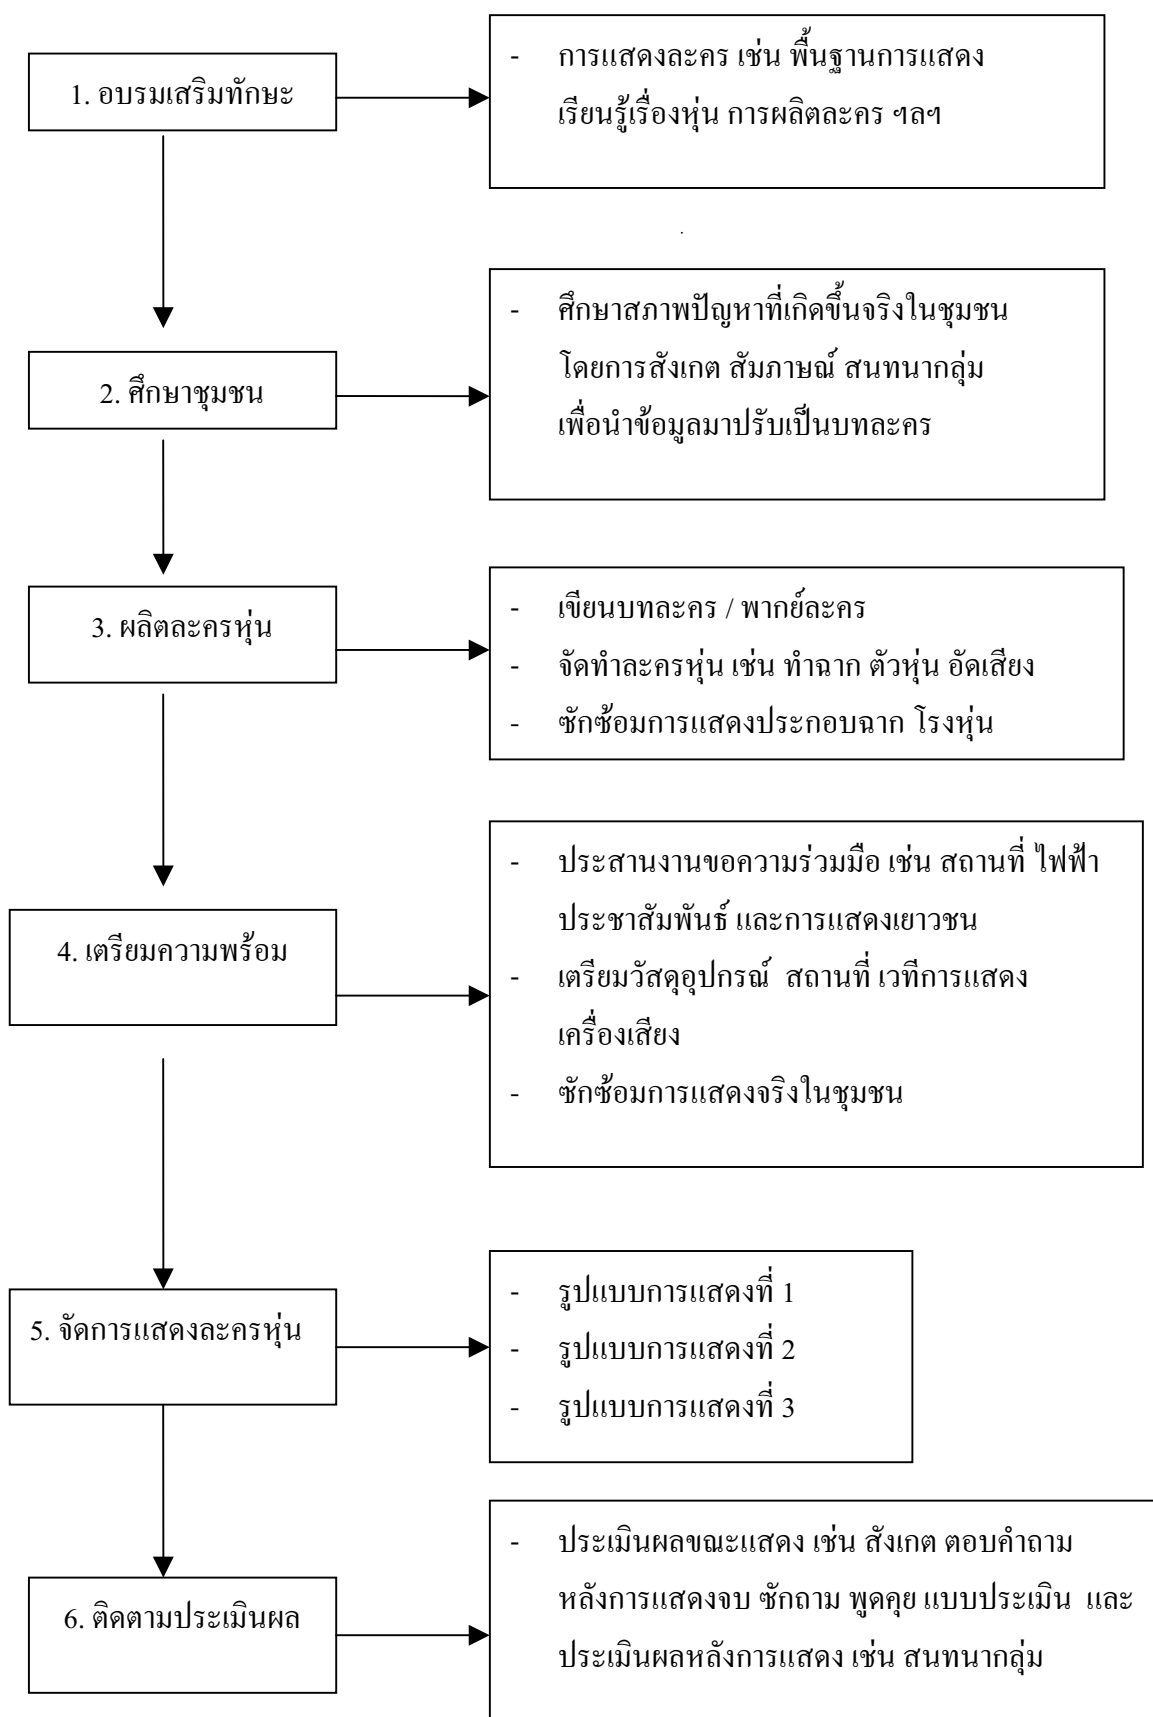 1. อบรมเสริมทักษะ
- การแสดงละคร เช่น พื้นฐานการแสดง
เรียนรู้เรื่องหุ่น การผลิตละคร ฯลฯ
2. ศึกษาชุมชน
- ศึกษาสภาพปัญหาที่เกิดขึ้นจริงในชุมชน
โดยการสังเกต สัมภาษณ์ สนทนากลุ่ม
เพื่อนำข้อมูลมาปรับเป็นบทละคร
3. ผลิตละครหุ่น
- เขียนบทละคร / พากย์ละคร
- จัดทำละครหุ่น เช่น ทำฉาก ตัวหุ่น อัดเสียง
- ซักซ้อมการแสดงประกอบฉาก โรงหุ่น
4. เตรียมความพร้อม
- ประสานงานขอความร่วมมือ เช่น สถานที่ ไฟฟ้า
ประชาสัมพันธ์ และการแสดงเยาวชน
- เตรียมวัสดุอุปกรณ์ สถานที่ เวทีการแสดง
เครื่องเสียง
- ซักซ้อมการแสดงจริงในชุมชน
5. จัดการแสดงละครหุ่น
- รูปแบบการแสดงที่ 1
- รูปแบบการแสดงที่ 2
- รูปแบบการแสดงที่ 3
6. ติดตามประเมินผล
- ประเมินผลขณะแสดง เช่น สังเกต ตอบคำถาม
หลังการแสดงจบ ซักถาม พูดคุย แบบประเมิน และ
ประเมินผลหลังการแสดง เช่น สนทนากลุ่ม